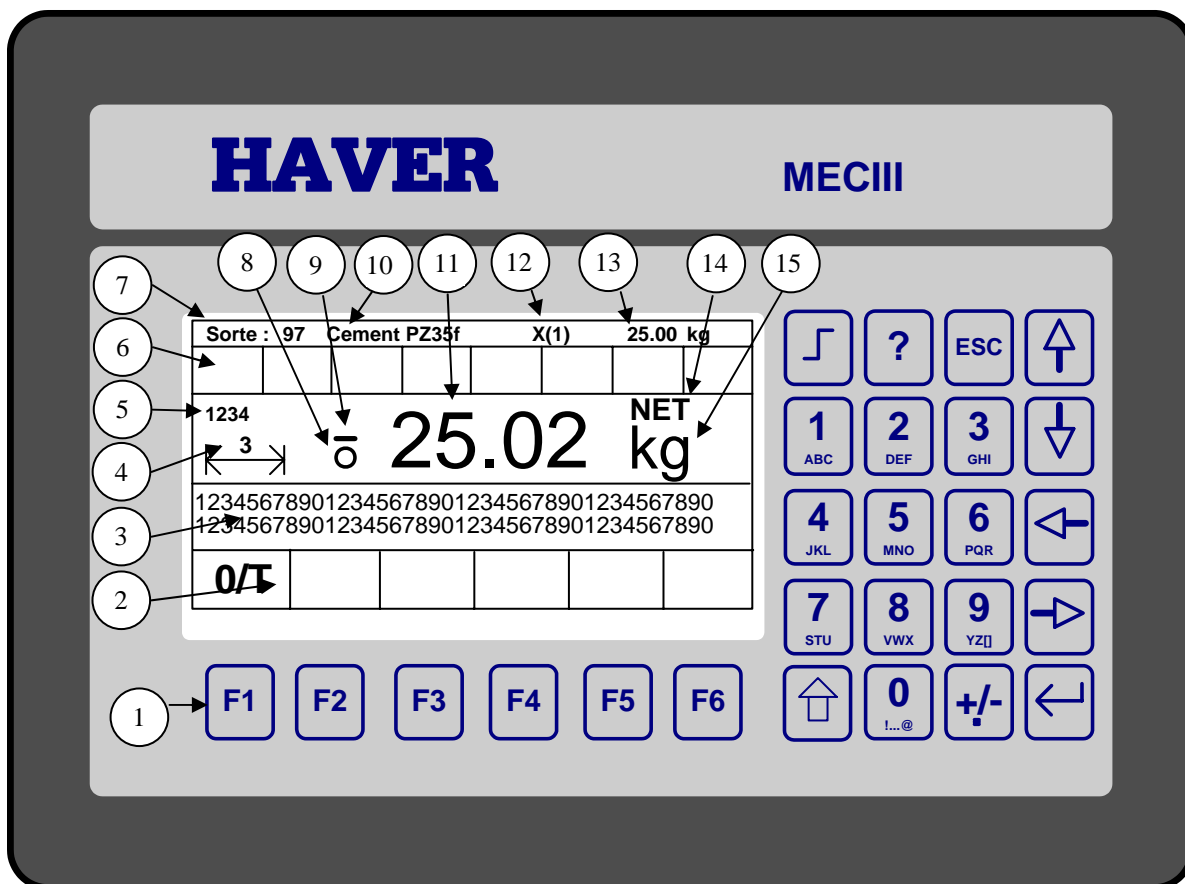 HAVER
MECIII
8 9 10 11 12 13 14 15
7
Sorte : 97 Cement PZ35f X(1) 25.00 kg
6
5
1234
4
3
25.02
NET
kg
3
1234567890123456789012345678901234567890
1234567890123456789012345678901234567890
2
0/T
1
F1 F2 F3 F4 F5 F6
? ESC
1 ABC 2 DEF 3 GHI
4 JKL 5 MNO 6 PQR
7 STU 8 VWX 9 YZ[]
0 !...@ +/- .